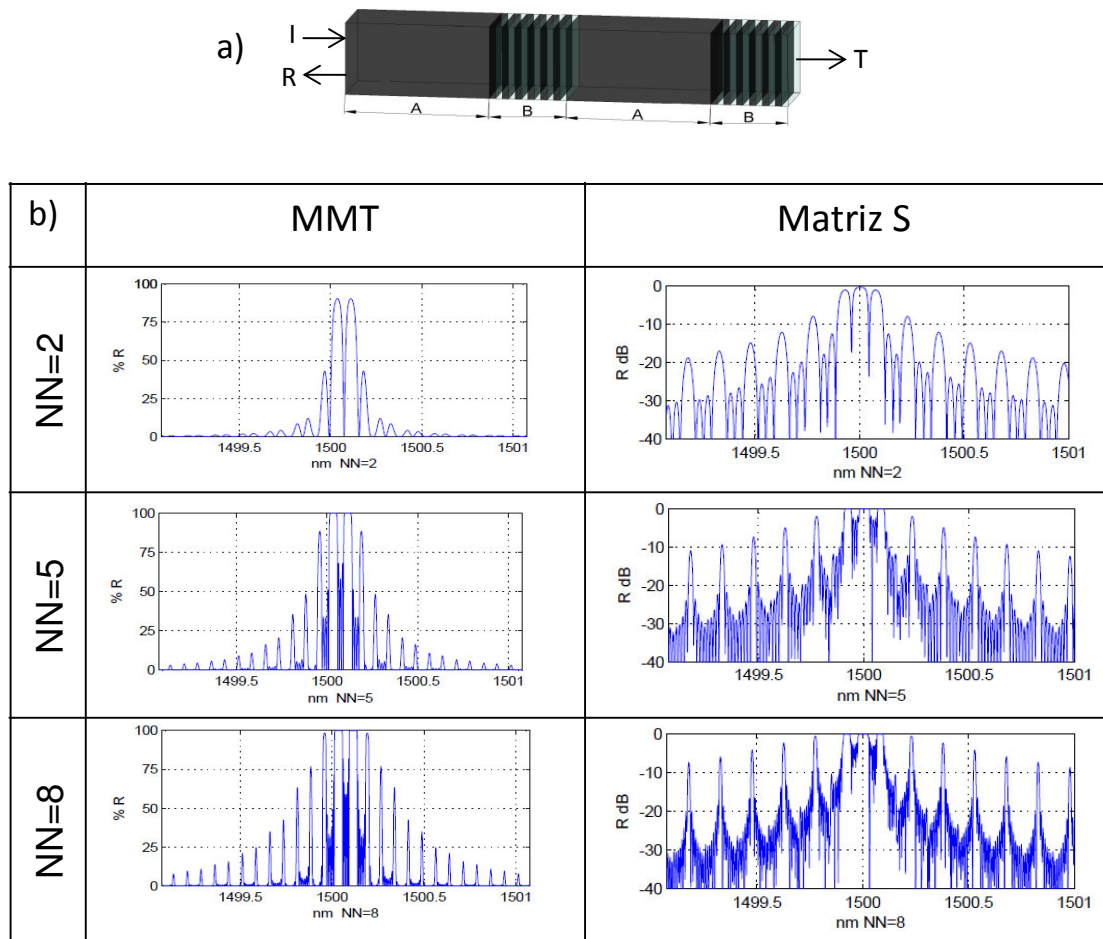 a)
I
R
T
A
B
A
B
b)
MMT
Matriz S
NN=2
100
75
50
25
0
% R
1499.5
1500
1500.5
1501
nm NN=2
0
-10
-20
-30
-40
R dB
1499.5
1500
1500.5
1501
nm NN=2
NN=5
100
75
50
25
0
% R
1499.5
1500
1500.5
1501
nm NN=5
0
-10
-20
-30
-40
R dB
1499.5
1500
1500.5
1501
nm NN=5
NN=8
100
75
50
25
0
% R
1499.5
1500
1500.5
1501
nm NN=8
0
-10
-20
-30
-40
R dB
1499.5
1500
1500.5
1501
nm NN=8